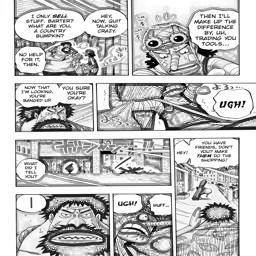 I ONLY SELL
STUFF. BARTER?
WHAT ARE YOU,
A COUNTRY
BUMPKIN?
HEY,
NOW, QUIT
TALKING
CRAZY.
THEN I'LL
MAKE UP THE
DIFFERENCE
BY, UH,
TRADING YOU
TOOLS...
NO HELP
FOR IT,
THEN.
NOW THAT
I'M LOOKING,
YOU'RE
BANGED UP.
YOU SURE
YOU'RE
OKAY?
UGH!
WHAT
DID I
TELL
YOU?
HEY!
YOU HAVE
FRIENDS, DON'T
YOU? MAKE
THEM DO THE
SHOPPING!
I
UGH!
HUFF...